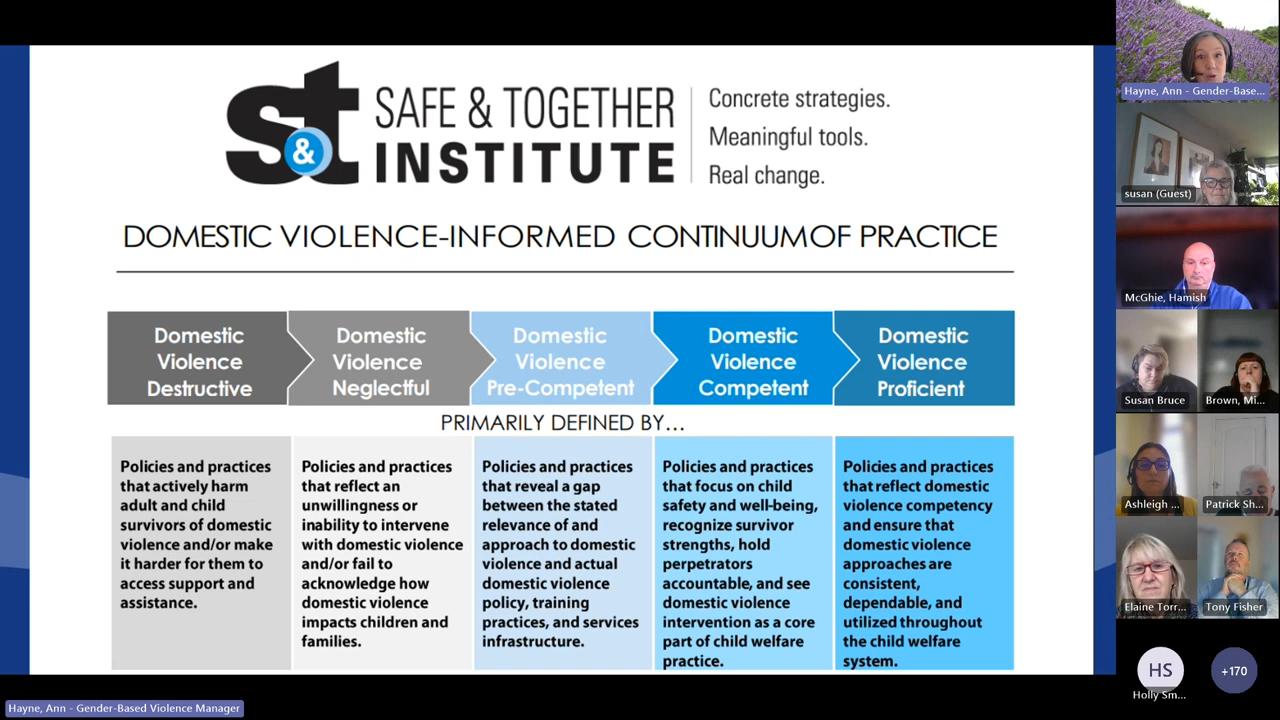 st
&
SAFE & TOGETHER
INSTITUTE
Concrete strategies.
Meaningful tools.
Real change.
DOMESTIC VIOLENCE-INFORMED CONTINUUM OF PRACTICE
Domestic
Violence
Destructive
Domestic
Violence
Neglectful
Domestic
Violence
Pre-Competent
Domestic
Violence
Competent
Domestic
Violence
Proficient
PRIMARILY DEFINED BY...
Policies and practices
that actively harm
adult and child
survivors of domestic
violence and/or make
it harder for them to
access support and
assistance.
Policies and practices
that reflect an
unwillingness or
inability to intervene
with domestic violence
and/or fail to
acknowledge how
domestic violence
impacts children and
families.
Policies and practices
that reveal a gap
between the stated
relevance of and
approach to domestic
violence and actual
domestic violence
policy, training
practices, and services
infrastructure.
Policies and practices
that focus on child
safety and well-being,
recognize survivor
strengths, hold
perpetrators
accountable, and see
domestic violence
intervention as a core
part of child welfare
practice.
Policies and practices
that reflect domestic
violence competency
and ensure that
domestic violence
approaches are
consistent,
dependable, and
utilized throughout
the child welfare
system.
Hayne, Ann - Gender-Base...
susan (Guest)
McGhie, Hamish
Susan Bruce
Brown, Mi...
Ashleigh ...
Patrick Sh...
Elaine Torr...
Tony Fisher
HS
Holly Sm...
+170
Hayne, Ann - Gender-Based Violence Manager